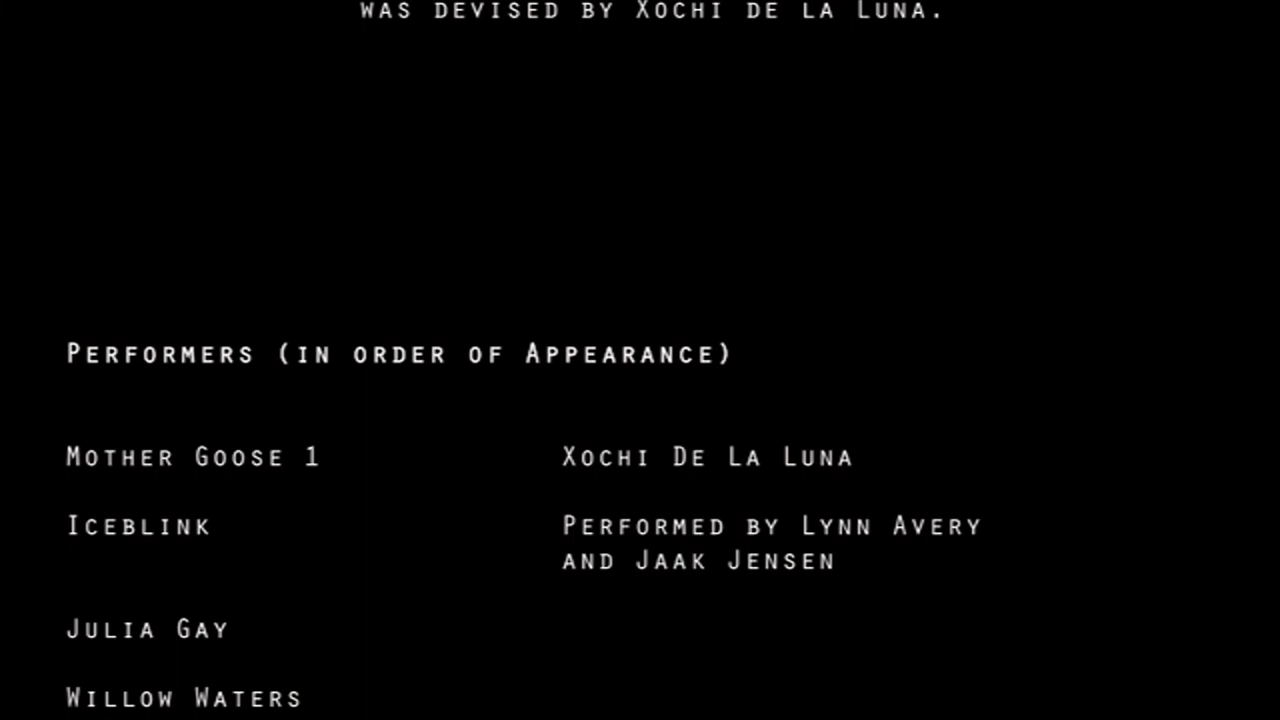 was devised by Xochi de la Luna.
Performers (in order of Appearance)
Mother Goose 1 Xochi De La Luna
Iceblink Performed by Lynn Avery
and Jaak Jensen
Julia Gay
Willow Waters